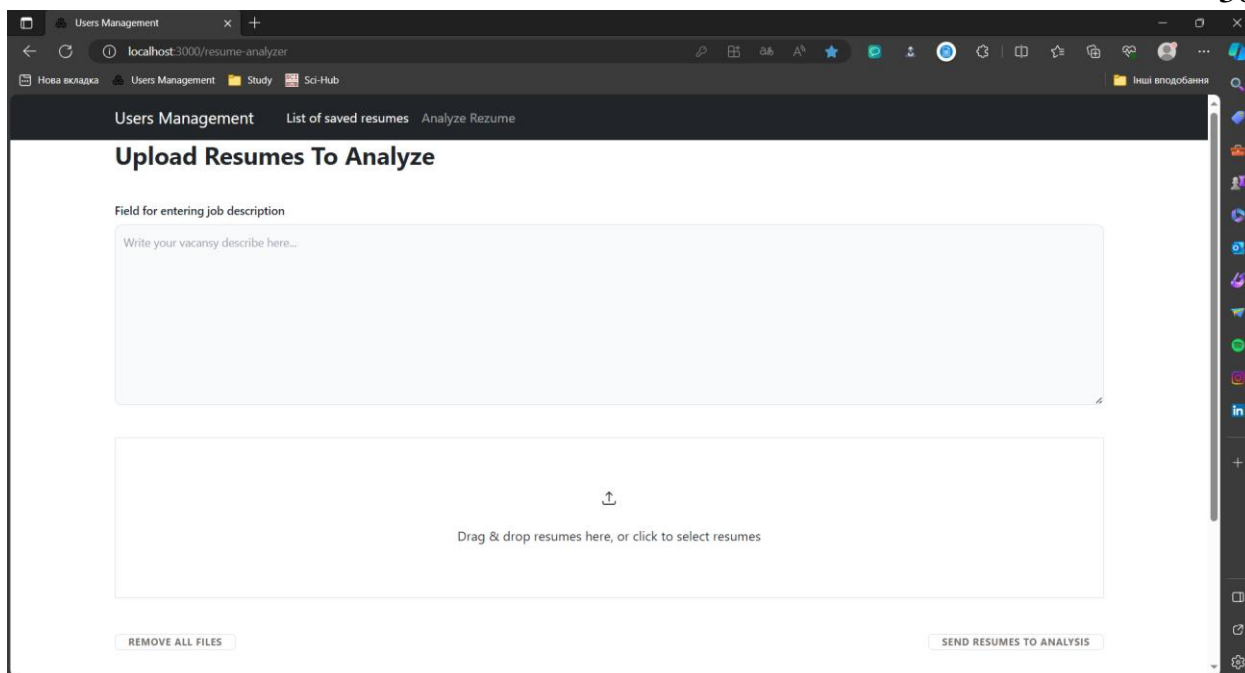 Users Management
localhost:3000/resume-analyzer
Нова вкладка Users Management Study Sci-Hub Інші вподобання
Users Management List of saved resumes Analyze Rezume
Upload Resumes To Analyze
Field for entering job description
Write your vacansy describe here...
Drag & drop resumes here, or click to select resumes
REMOVE ALL FILES SEND RESUMES TO ANALYSIS